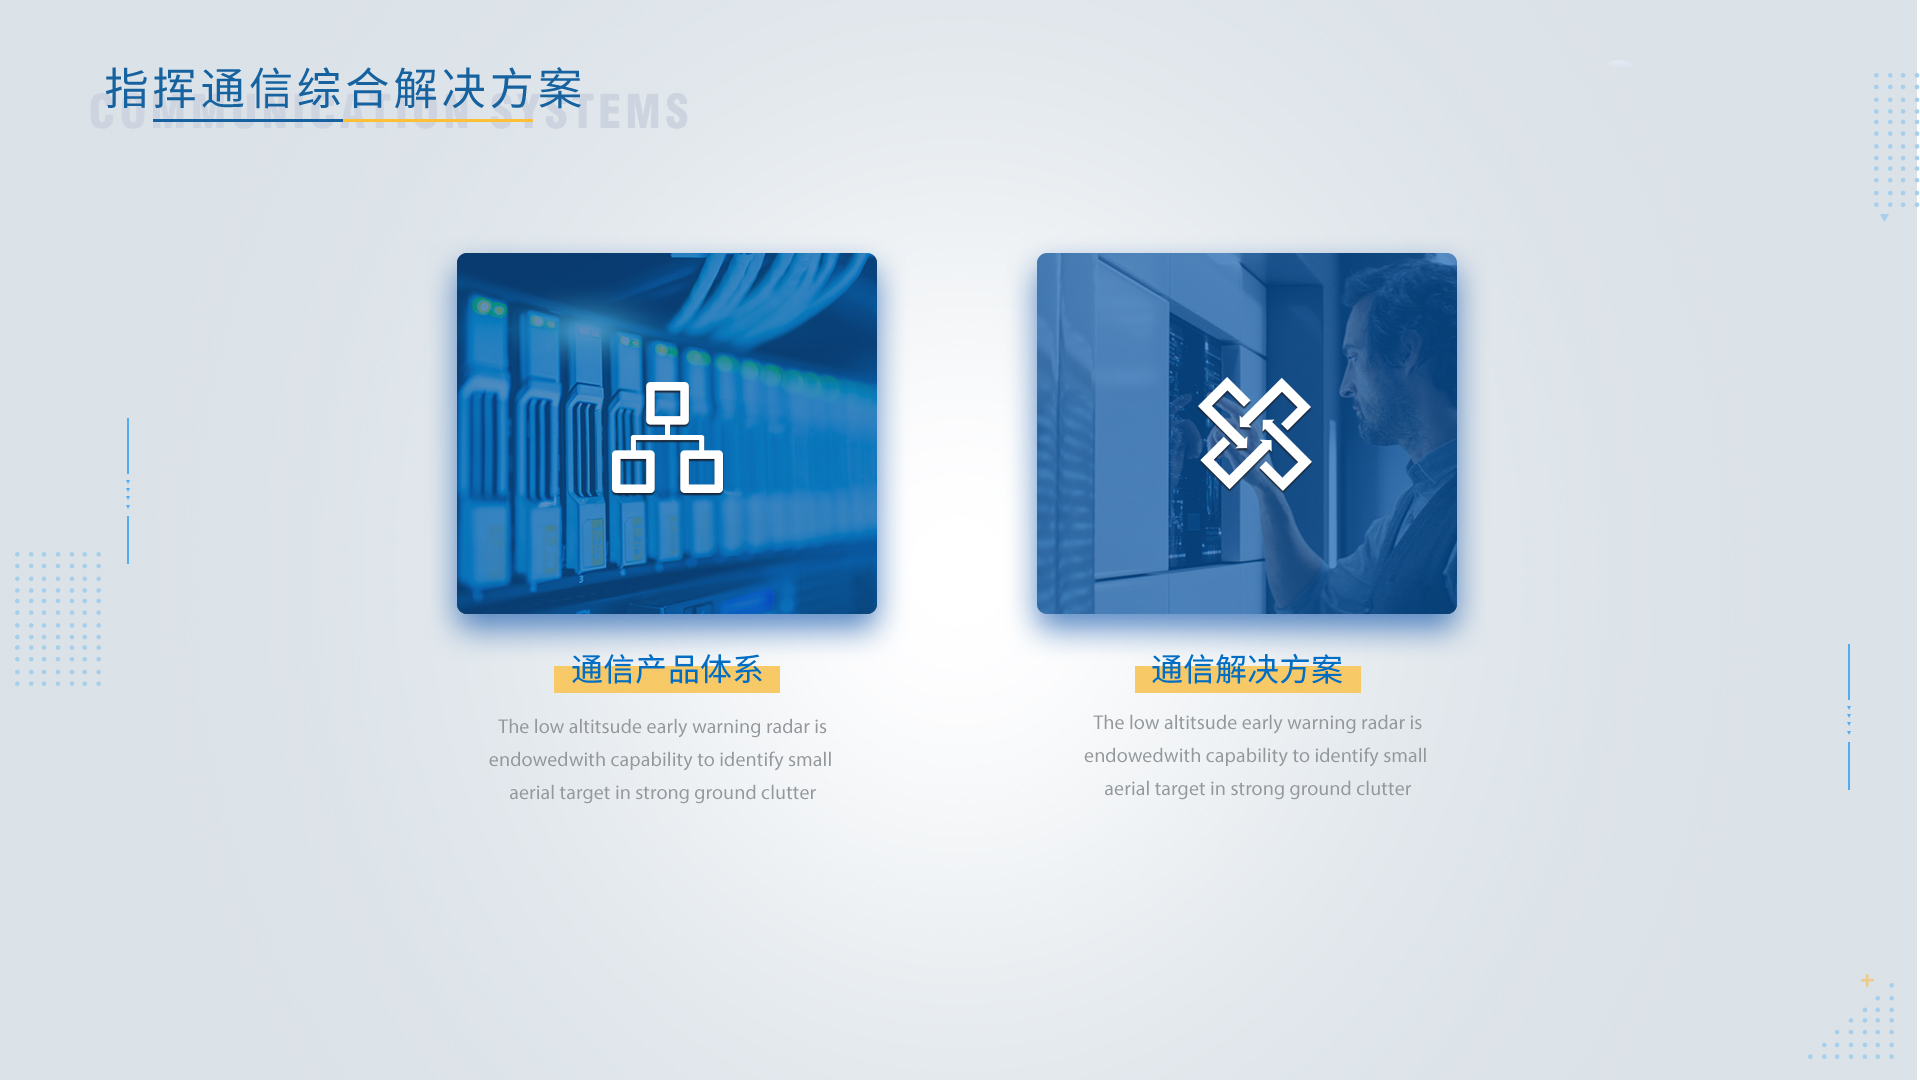 指挥通信综合解决方案
COMMUNICATION SYSTEMS
通信产品体系
The low altitsude early warning radar is
endowedwith capability to identify small
aerial target in strong ground clutter
通信解决方案
The low altitsude early warning radar is
endowedwith capability to identify small
aerial target in strong ground clutter
3